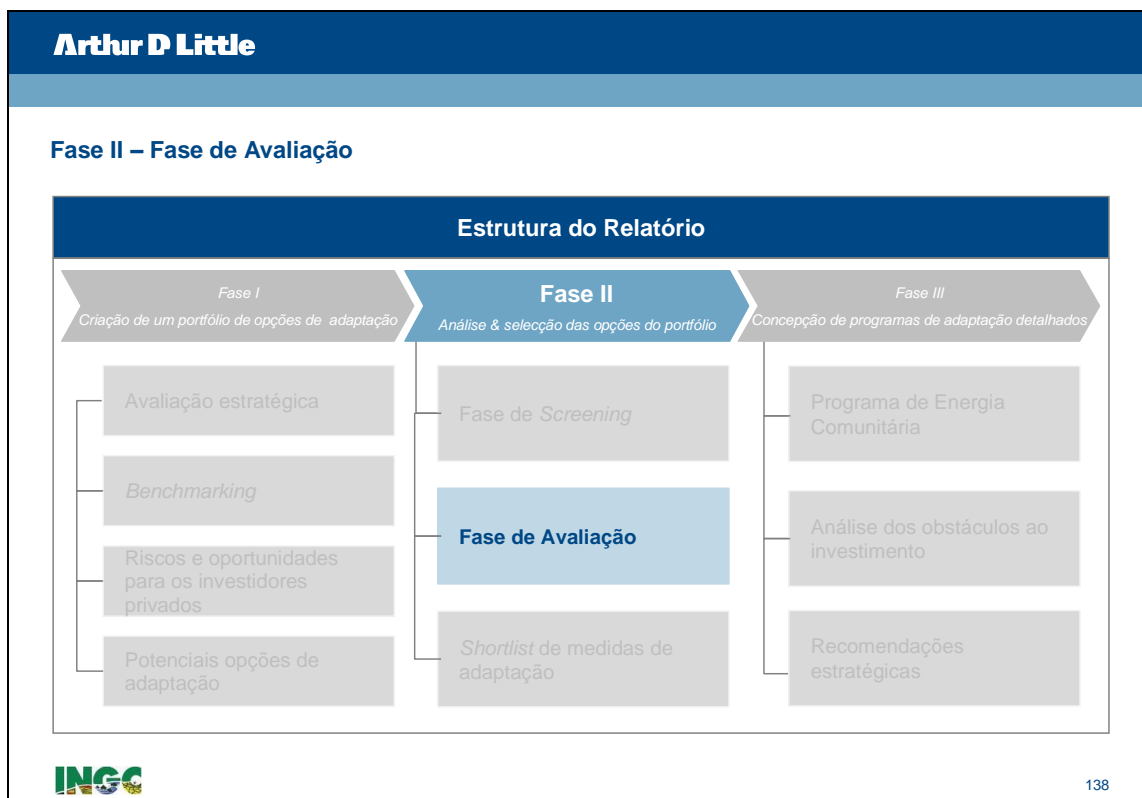 Arthur D Little
Fase II – Fase de Avaliação
Estrutura do Relatório
Fase I
Criação de um portfólio de opções de adaptação
Avaliação estratégica
Benchmarking
Riscos e oportunidades
para os investidores
privados
Potenciais opções de
adaptação
Fase II
Análise & selecção das opções do portfólio
Fase de Screening
Fase de Avaliação
Shortlist de medidas de
adaptação
Fase III
Concepção de programas de adaptação detalhados
Programa de Energia
Comunitária
Análise dos obstáculos ao
investimento
Recomendações
estratégicas
INGC
138